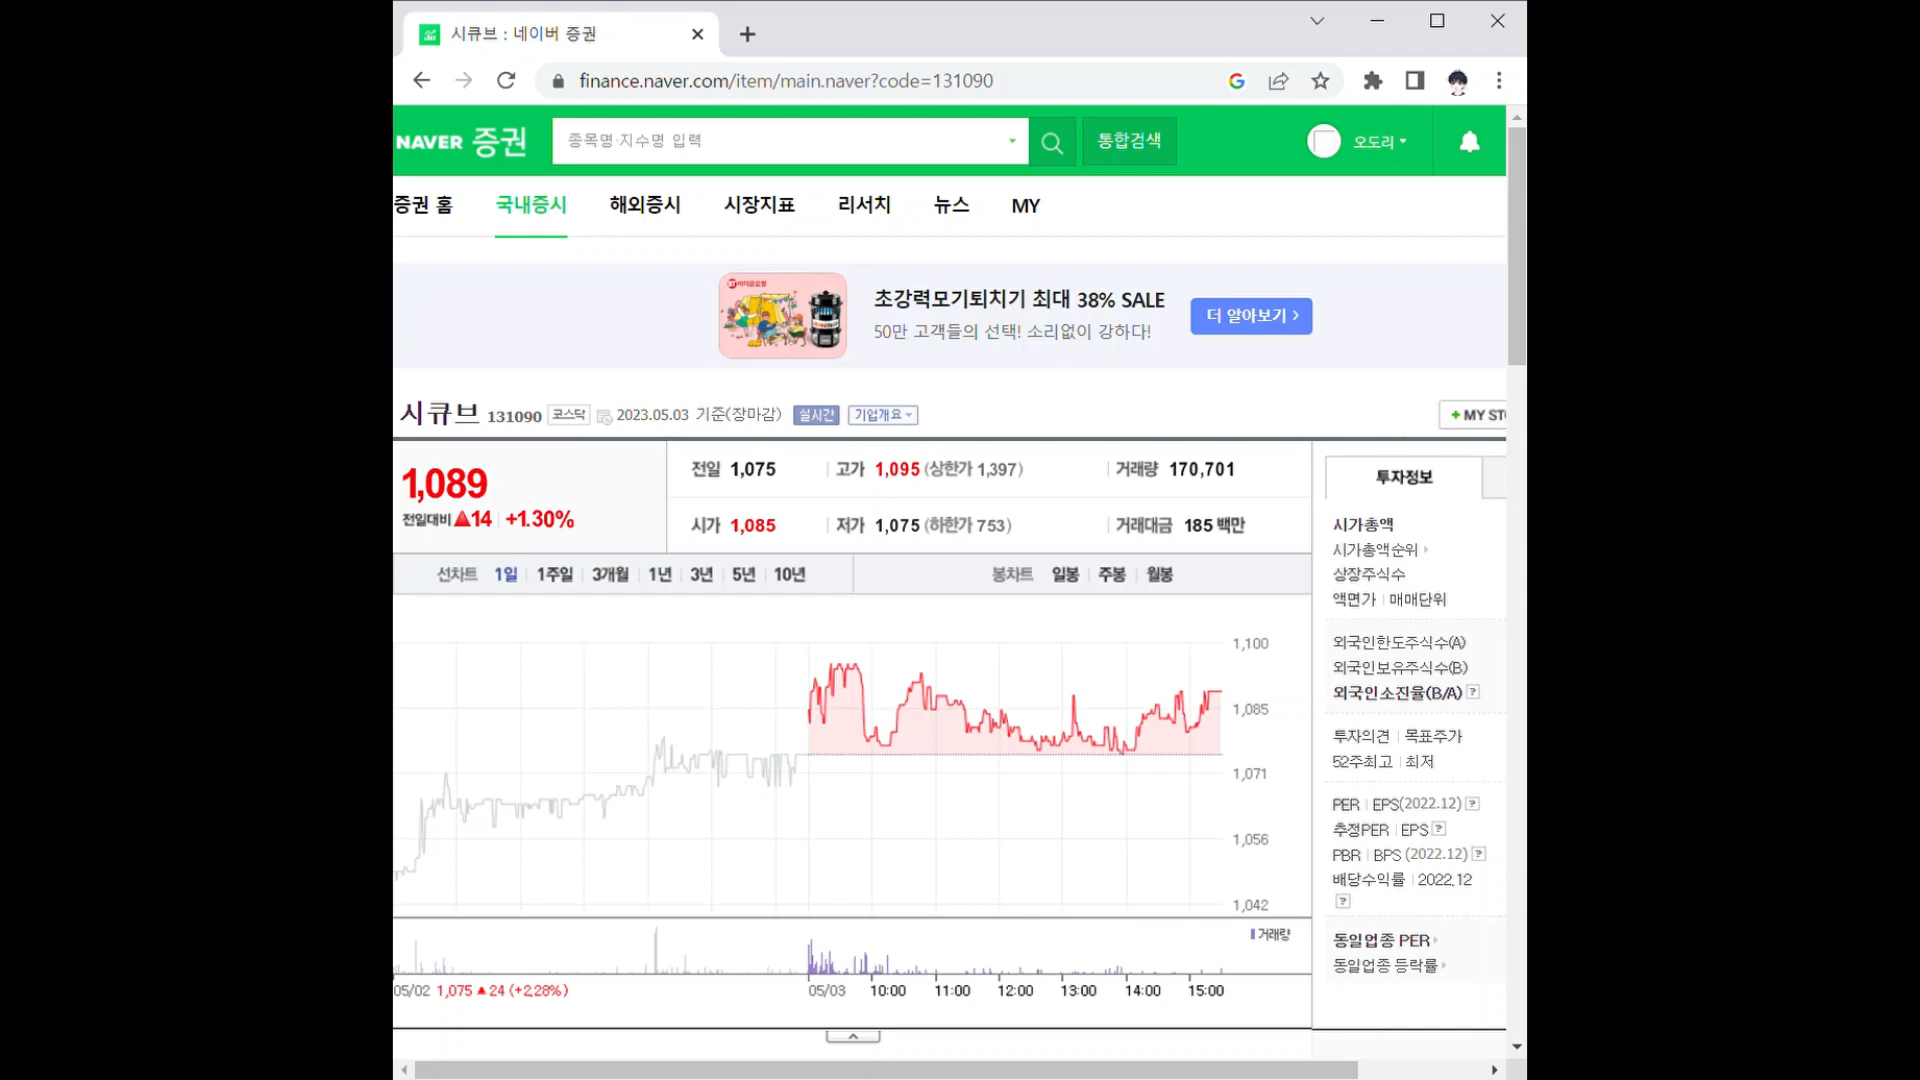 시큐브 : 네이버 증권
finance.naver.com/item/main.naver?code=131090
NAVER 증권
종목명·지수명 입력
통합검색
오도리
증권 홈 국내증시 해외증시 시장지표 리서치 뉴스 MY
초강력모기퇴치기 최대 38% SALE
50만 고객들의 선택! 소리없이 강하다!
더 알아보기 >
시큐브 131090 코스닥 2023.05.03 기준(장마감) 실시간 기업개요
+ MY ST
1,089
전일대비 ▲14 +1.30%
전일 1,075 고가 1,095 (상한가 1,397) 거래량 170,701
시가 1,085 저가 1,075 (하한가 753) 거래대금 185 백만
선차트 1일 1주일 3개월 1년 3년 5년 10년
봉차트 일봉 주봉 월봉
1,100
1,085
1,071
1,056
1,042
거래량
05/02 1,075 ▲ 24 (+2.28%)
05/03 10:00 11:00 12:00 13:00 14:00 15:00
투자정보
시가총액
시가총액순위
상장주식수
액면가 매매단위
외국인한도주식수(A)
외국인보유주식수(B)
외국인소진율(B/A) ?
투자의견 목표주가
52주최고 최저
PER EPS(2022.12) ?
추정PER EPS ?
PBR BPS (2022.12) ?
배당수익률 2022.12
?
동일업종 PER
동일업종 등락률